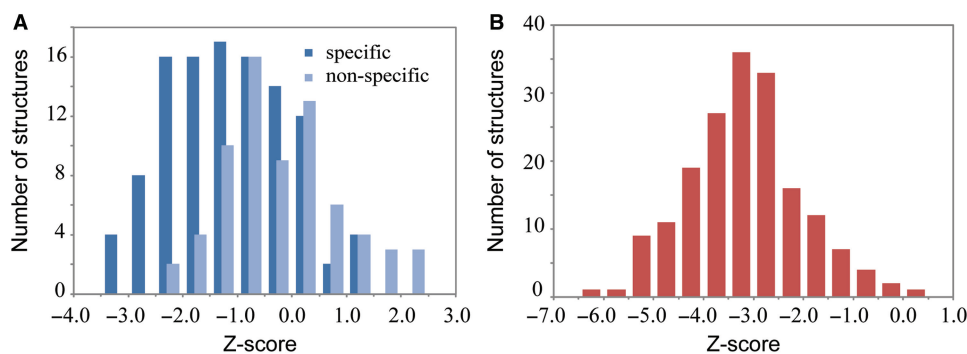 A
Number of structures
16
12
8
4
0
specific
non-specific
−4.0 −3.0 −2.0 −1.0 0.0 1.0 2.0 3.0
Z-score
B
Number of structures
40
30
20
10
0
−7.0 −6.0 −5.0 −4.0 −3.0 −2.0 −1.0 0.0 1.0
Z-score